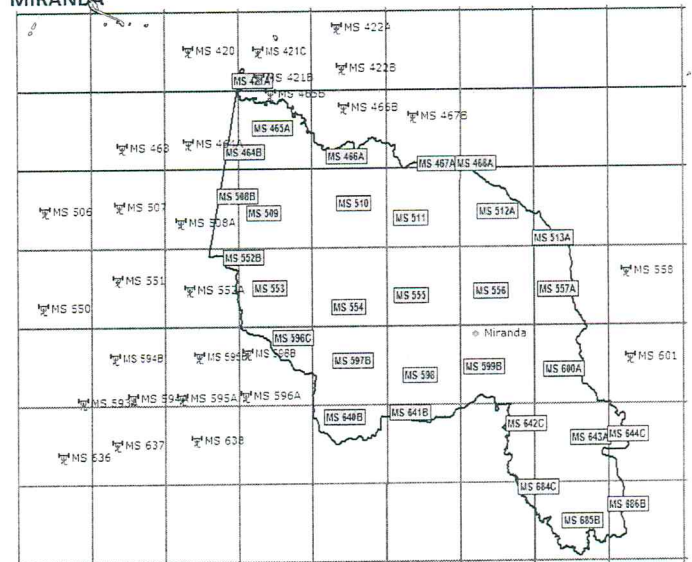 MIRANDA
MS 422A
MS 420
MS 421C
MS 422B
MS 421B
MS 465B
MS 466B
MS 467B
MS 465A
MS 463
MS 464B
MS 466A
MS 467A
MS 468A
MS 508B
MS 510
MS 506
MS 507
MS 509
MS 512A
MS 508A
MS 511
MS 513A
MS 552B
MS 558
MS 551
MS 552A
MS 553
MS 555
MS 556
MS 557A
MS 550
MS 554
Miranda
MS 596C
MS 594B
MS 597B
MS 601
MS 598
MS 599B
MS 600A
MS 595A
MS 596A
MS 640B
MS 641B
MS 642C
MS 643A
MS 644C
MS 637
MS 638
MS 636
MS 684C
MS 686B
MS 685B